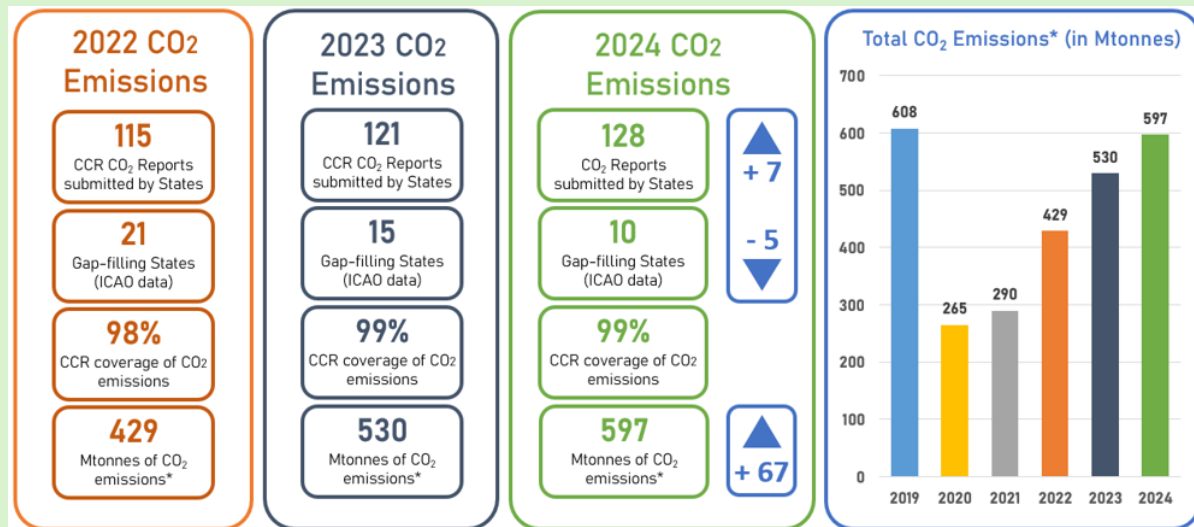 2022 CO₂
Emissions
115
CCR CO₂ Reports
submitted by States
21
Gap-filling States
(ICAO data)
98%
CCR coverage of CO₂
emissions
429
Mtonnes of CO₂
emissions*
2023 CO₂
Emissions
121
CCR CO₂ Reports
submitted by States
15
Gap-filling States
(ICAO data)
99%
CCR coverage of CO₂
emissions
530
Mtonnes of CO₂
emissions*
2024 CO₂
Emissions
128
CO₂ Reports
submitted by States
10
Gap-filling States
(ICAO data)
99%
CCR coverage of CO₂
emissions
597
Mtonnes of CO₂
emissions*
+ 7
- 5
+ 67
Total CO₂ Emissions* (in Mtonnes)
700
600
500
400
300
200
100
0
608
265
290
429
530
597
2019 2020 2021 2022 2023 2024